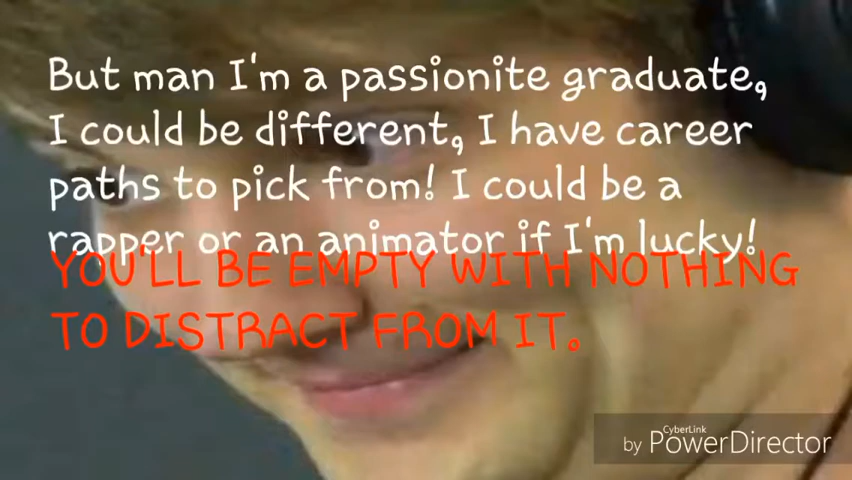 But man I'm a passionite graduate,
I could be different, I have career
paths to pick from! I could be a
rapper or an animator if I'm lucky!
YOU'LL BE EMPTY WITH NOTHING
TO DISTRACT FROM IT.
CyberLink
by PowerDirector